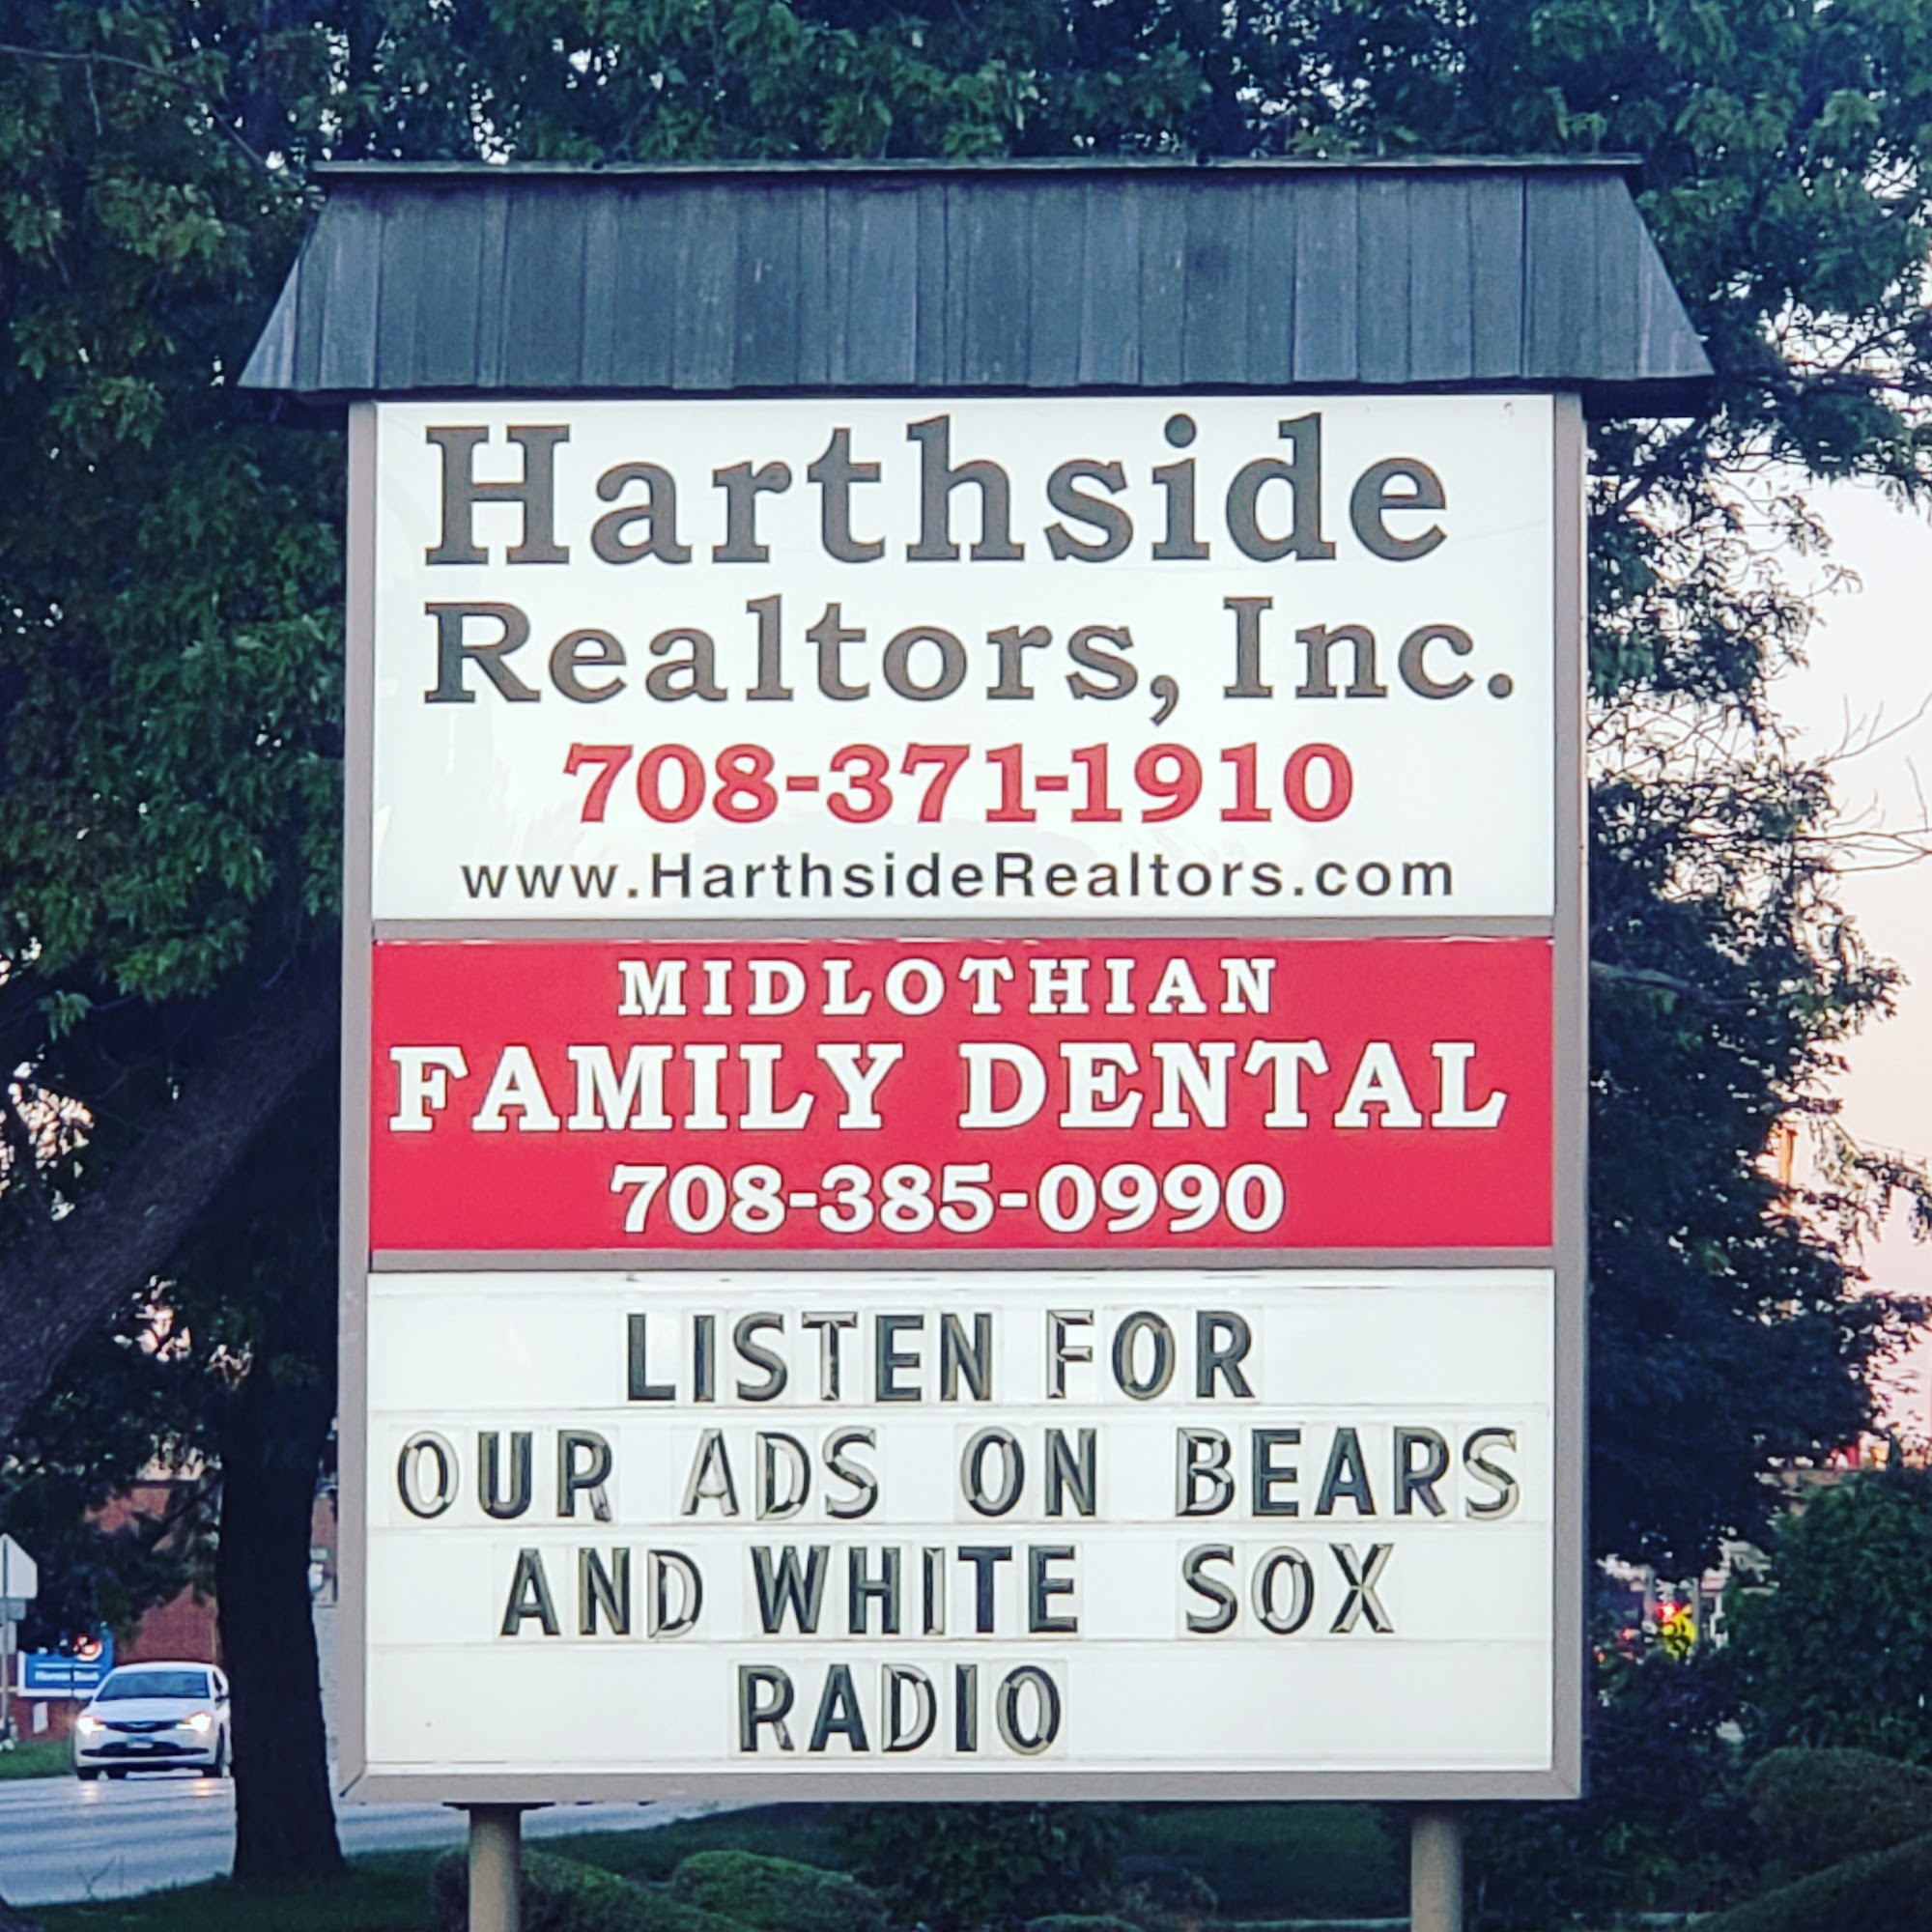 Harthside
Realtors, Inc.
708-371-1910
www.HarthsideRealtors.com
MIDLOTHIAN
FAMILY DENTAL
708-385-0990
LISTEN FOR
OUR ADS ON BEARS
AND WHITE SOX
RADIO